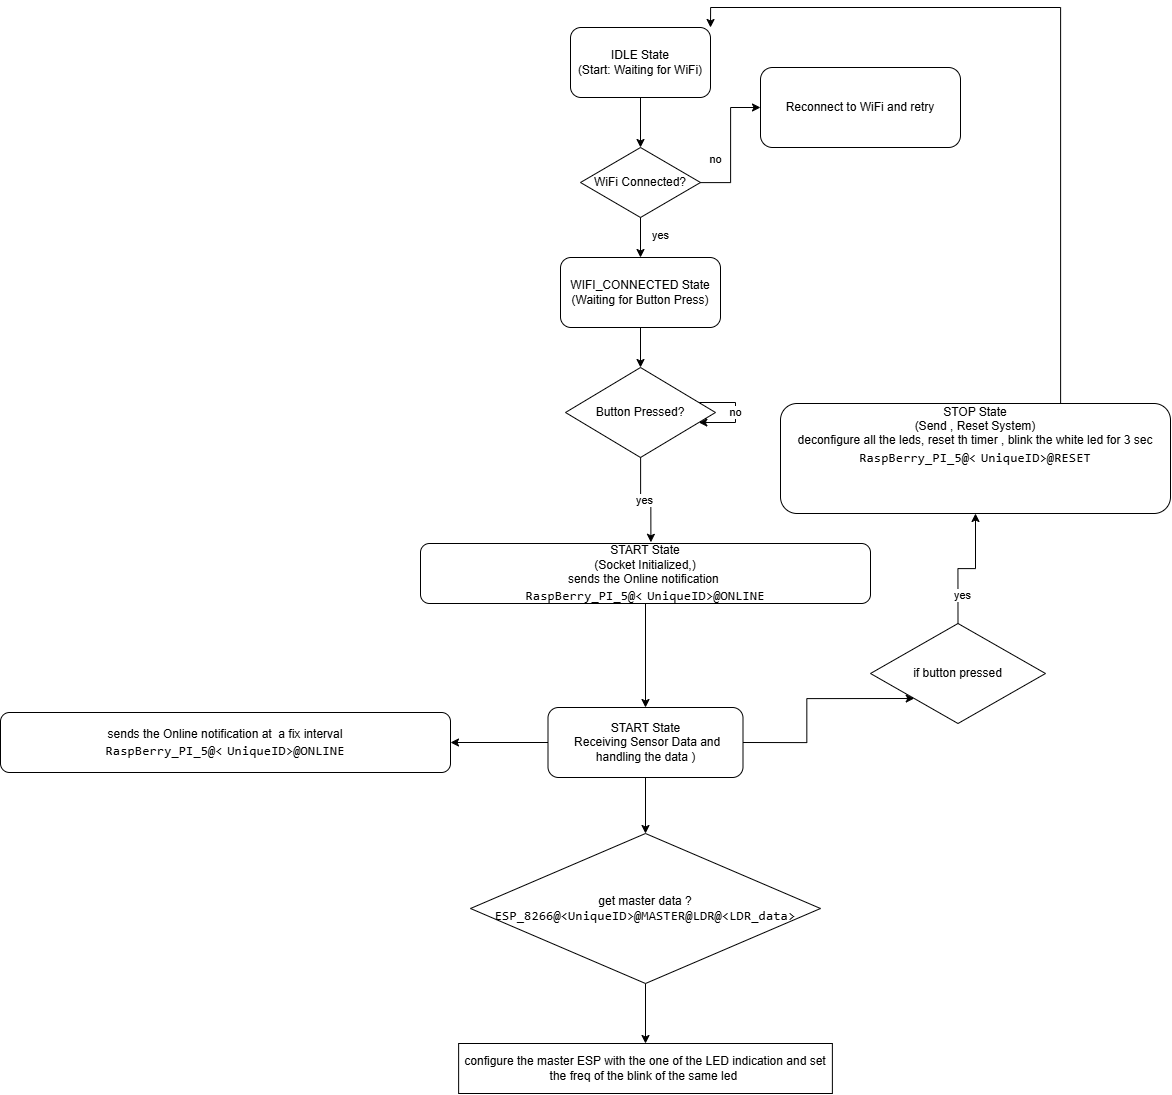 IDLE State
(Start: Waiting for WiFi)
Reconnect to WiFi and retry
no
WiFi Connected?
yes
WIFI_CONNECTED State
(Waiting for Button Press)
Button Pressed?
no
STOP State
(Send , Reset System)
deconfigure all the leds, reset th timer , blink the white led for 3 sec
RaspBerry_PI_5@< UniqueID>@RESET
yes
START State
(Socket Initialized,)
sends the Online notification
RaspBerry_PI_5@< UniqueID>@ONLINE
yes
if button pressed
START State
Receiving Sensor Data and
handling the data )
sends the Online notification at  a fix interval
RaspBerry_PI_5@< UniqueID>@ONLINE
get master data ?
ESP_8266@<UniqueID>@MASTER@LDR@<LDR_data>
configure the master ESP with the one of the LED indication and set
the freq of the blink of the same led